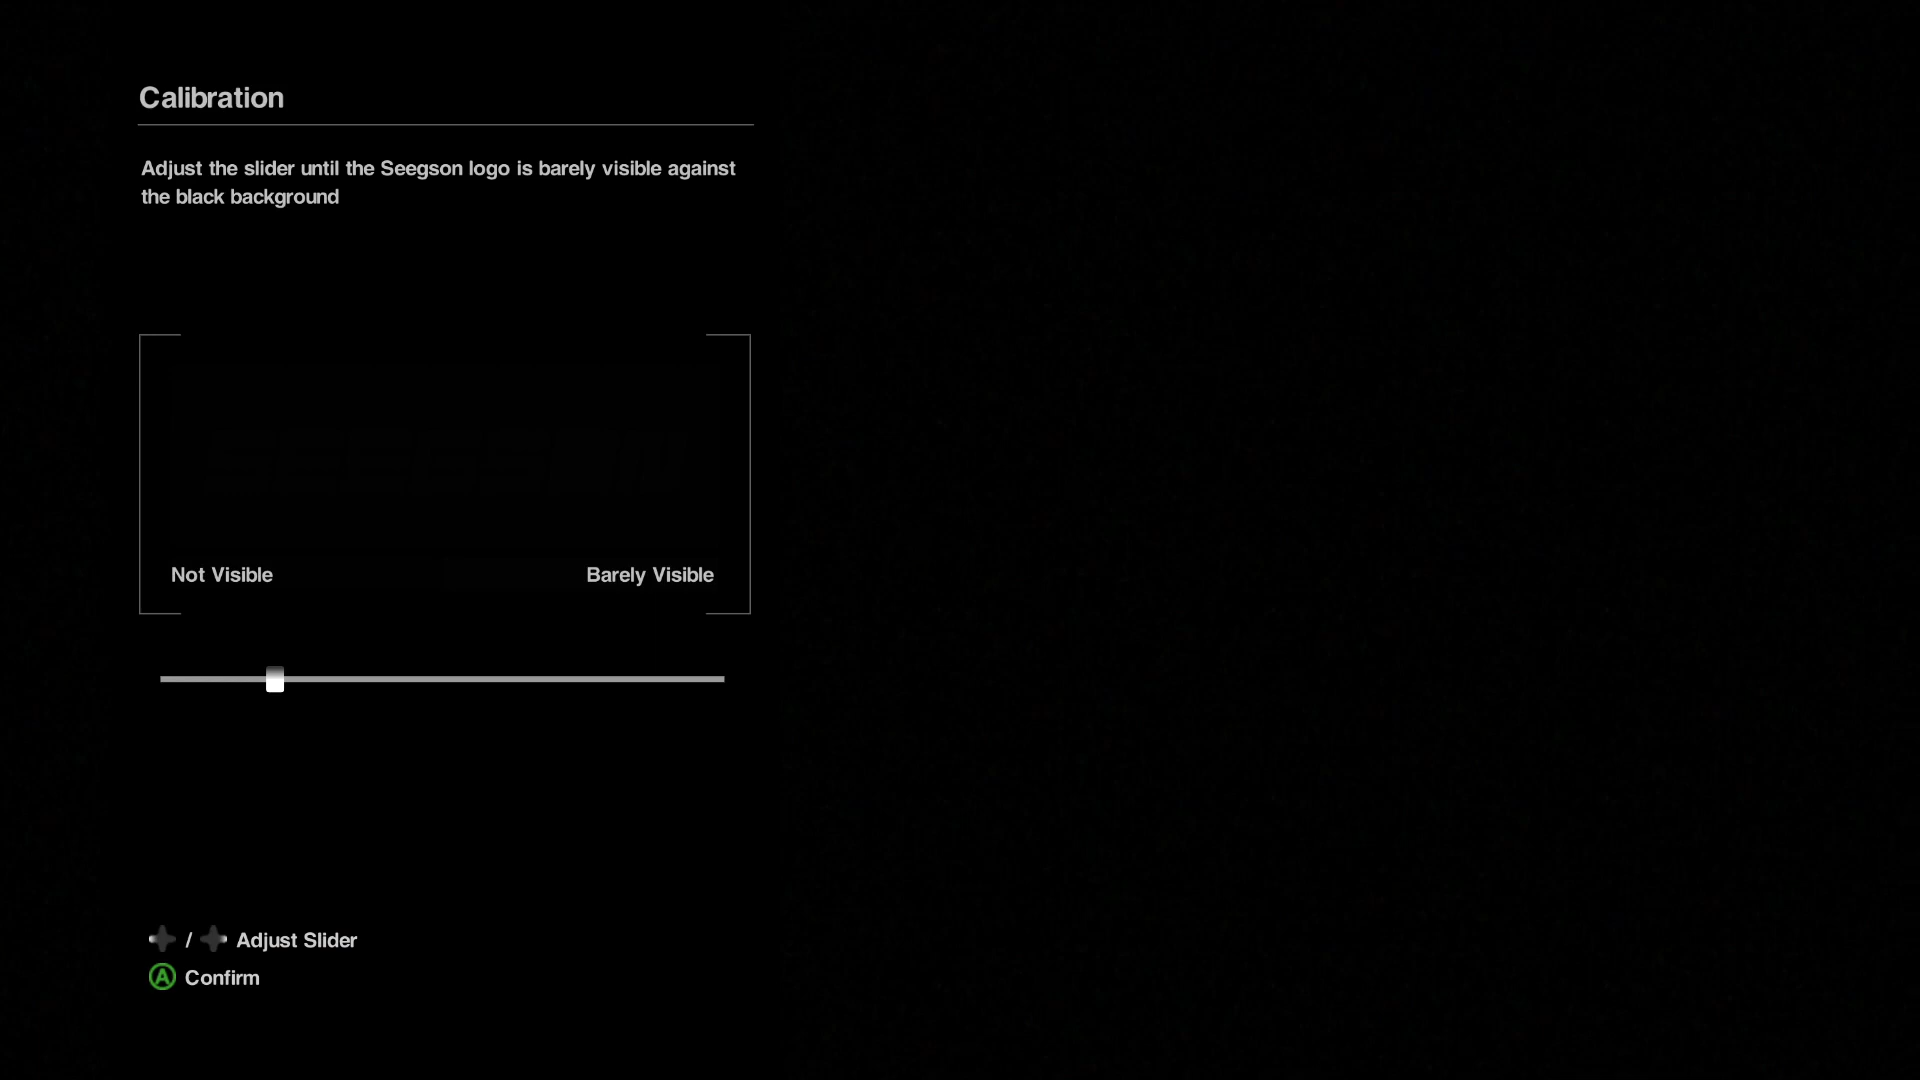 Calibration
Adjust the slider until the Seegson logo is barely visible against
the black background
SEEGSON
Not Visible
Barely Visible
/ Adjust Slider
A Confirm